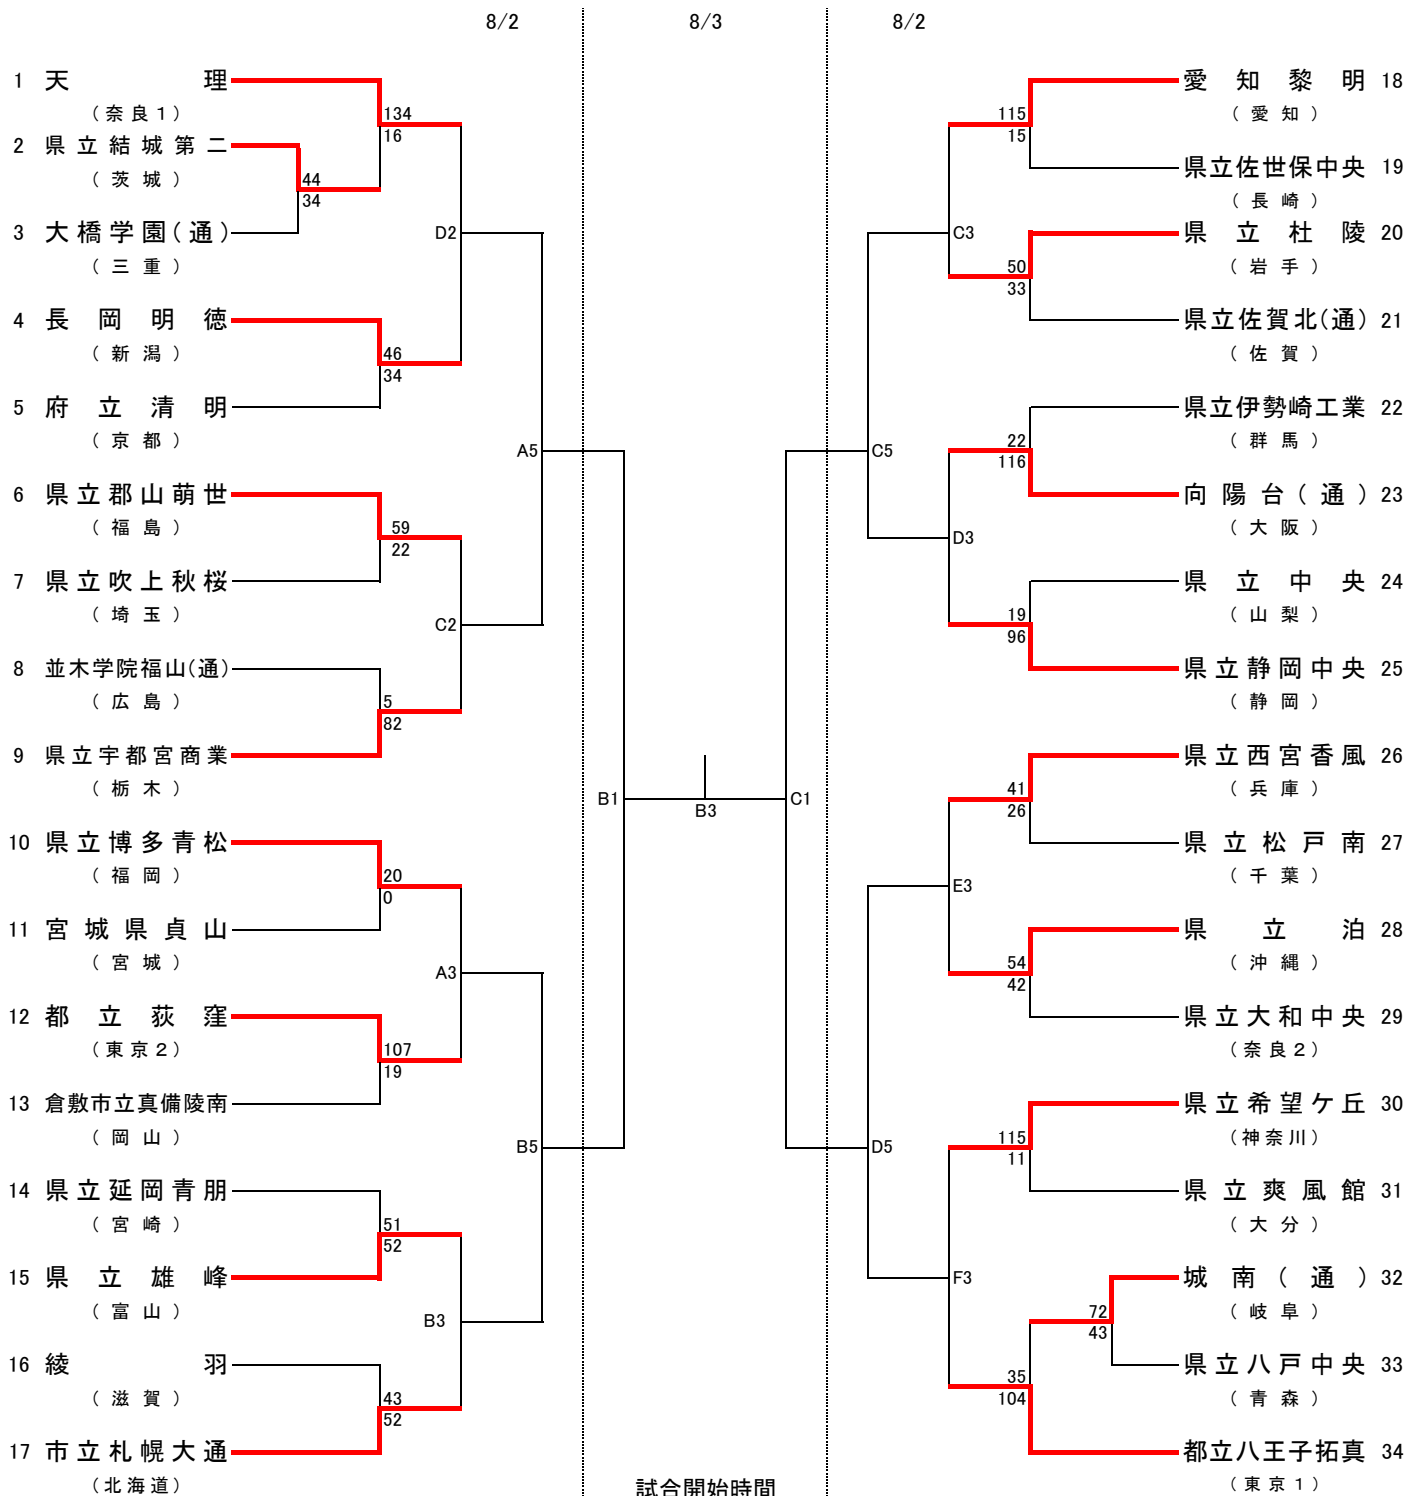 8/2 8/3 8/2
1 天理
(奈良1)
134
16
2 県立結城第二
(茨城)
44
34
3 大橋学園(通)
(三重)
D2
4 長岡明徳
(新潟)
46
34
5 府立清明
(京都)
A5
6 県立郡山萌世
(福島)
59
22
7 県立吹上秋桜
(埼玉)
C2
8 並木学院福山(通)
(広島)
5
82
9 県立宇都宮商業
(栃木)
B1
10 県立博多青松
(福岡)
20
0
11 宮城県貞山
(宮城)
A3
12 都立荻窪
(東京2)
107
19
13 倉敷市立真備陵南
(岡山)
B5
14 県立延岡青朋
(宮崎)
51
52
15 県立雄峰
(富山)
B3
16 綾羽
(滋賀)
43
52
17 市立札幌大通
(北海道)
B3
試合開始時間
愛知黎明 18
(愛知)
115
15
県立佐世保中央 19
(長崎)
C3
県立杜陵 20
(岩手)
50
33
県立佐賀北(通) 21
(佐賀)
C5
県立伊勢崎工業 22
(群馬)
22
116
向陽台(通) 23
(大阪)
D3
県立中央 24
(山梨)
19
96
県立静岡中央 25
(静岡)
C1
県立西宮香風 26
(兵庫)
41
26
県立松戸南 27
(千葉)
E3
県立泊 28
(沖縄)
54
42
県立大和中央 29
(奈良2)
D5
県立希望ケ丘 30
(神奈川)
115
11
県立爽風館 31
(大分)
F3
城南(通) 32
(岐阜)
72
43
県立八戸中央 33
(青森)
35
104
都立八王子拓真 34
(東京1)